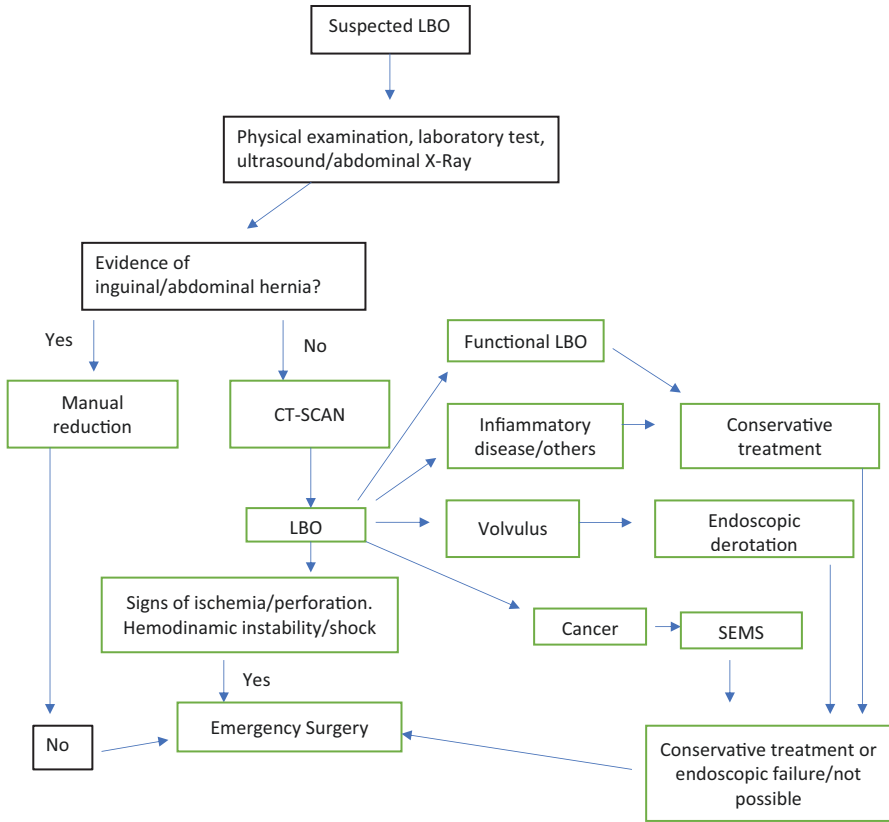 Suspected LBO
Physical examination, laboratory test,
ultrasound/abdominal X-Ray
Evidence of
inguinal/abdominal hernia?
Yes
No
Functional LBO
Manual
reduction
CT-SCAN
Infiammatory
disease/others
Conservative
treatment
LBO
Volvulus
Endoscopic
derotation
Signs of ischemia/perforation.
Hemodinamic instability/shock
Cancer
SEMS
Yes
Emergency Surgery
No
Conservative treatment or
endoscopic failure/not
possible